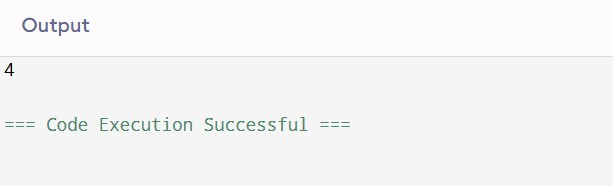 Output
4
=== Code Execution Successful ===